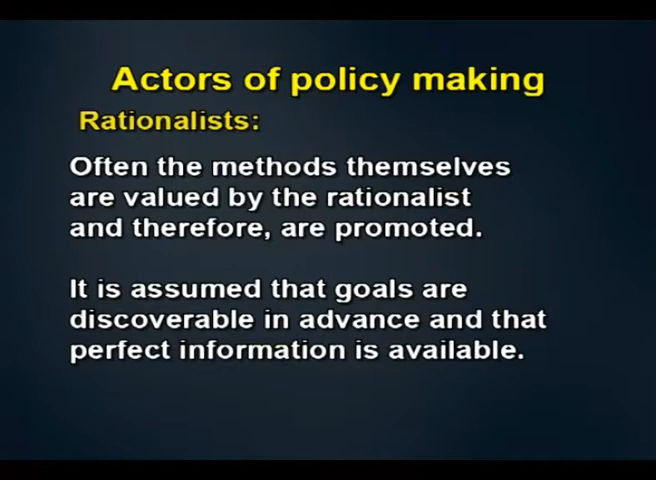 Actors of policy making
Rationalists:
Often the methods themselves
are valued by the rationalist
and therefore, are promoted.
It is assumed that goals are
discoverable in advance and that
perfect information is available.